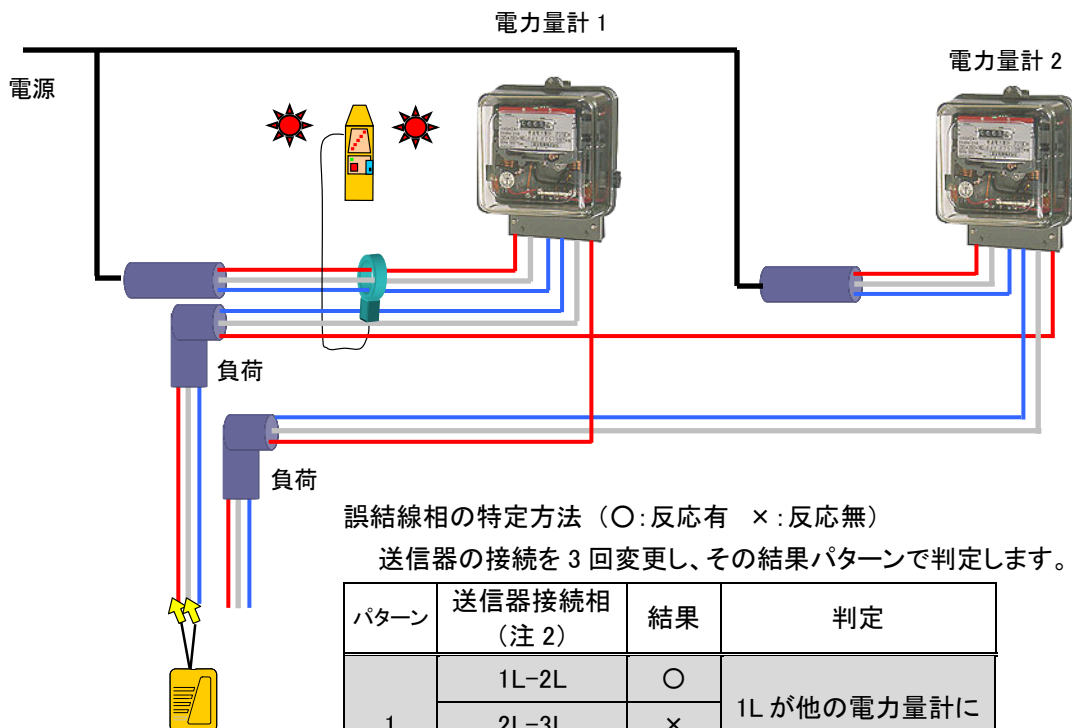 電力量計 1
電力量計 2
電源
負荷
負荷
誤結線相の特定方法 (○:反応有 ×:反応無)
送信器の接続を 3 回変更し、その結果パターンで判定します。
パターン
送信器接続相
(注 2)
結果
判定
1
1L-2L
○
1L が他の電力量計に
2L-3L
×